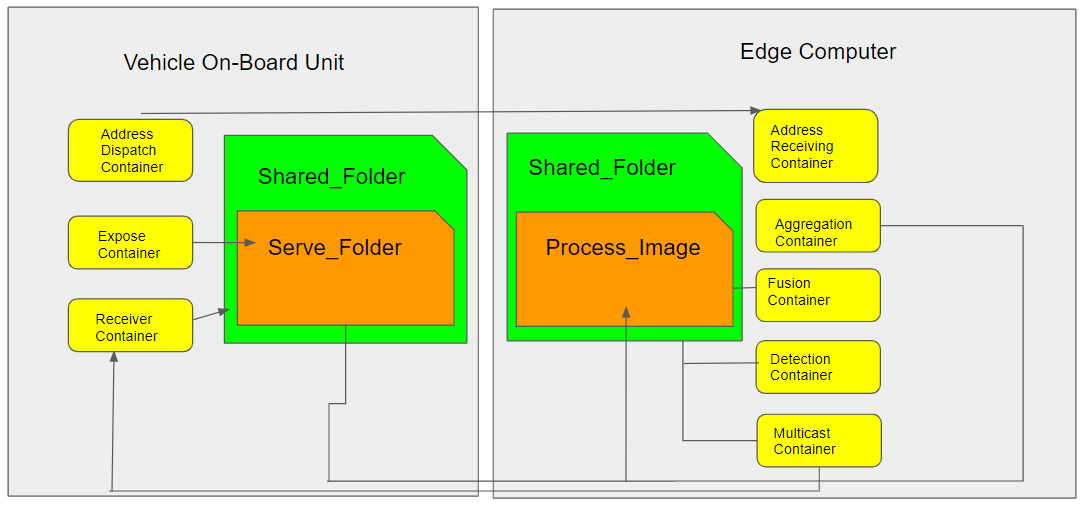 Vehicle On-Board Unit
Address
Dispatch
Container
Expose
Container
Receiver
Container
Shared_Folder
Serve_Folder
Edge Computer
Shared_Folder
Process_Image
Address
Receiving
Container
Aggregation
Container
Fusion
Container
Detection
Container
Multicast
Container